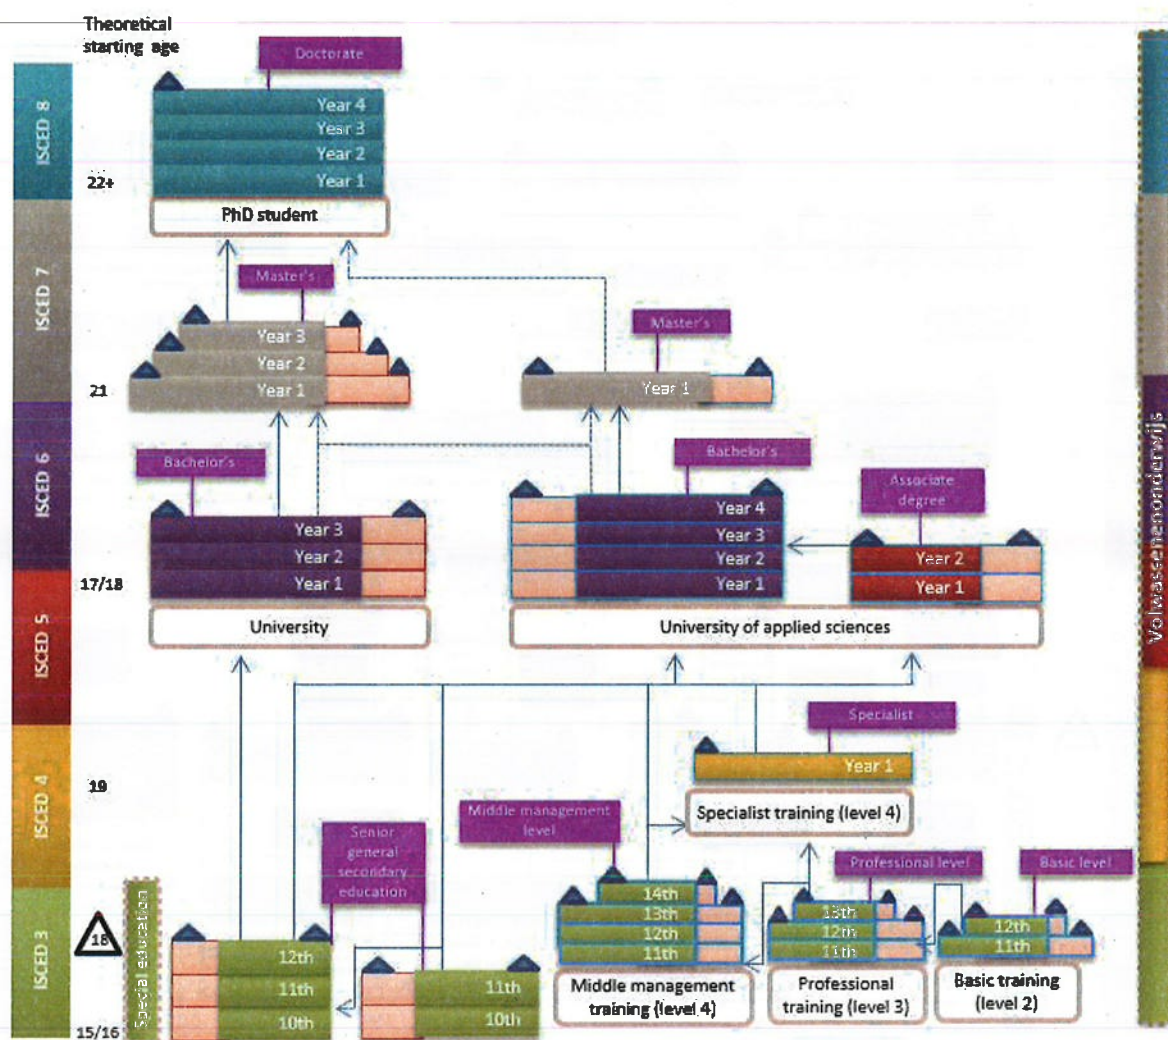 Theoretical
starting age
Doctorate
ISCED 8
Year 4
Year 3
Year 2
Year 1
22+
PhD student
ISCED 7
Master's
Year 3
Year 2
Year 1
Master's
Year 1
21
ISCED 6
Bachelor's
Year 3
Year 2
Year 1
Bachelor's
Year 4
Year 3
Year 2
Year 1
Associate
degree
Year 2
Year 1
17/18
University
University of applied sciences
ISCED 5
Volwassenenonderwijs
Specialist
Year 1
Specialist training (level 4)
ISCED 4
19
Senior
general
secondary
education
Middle management
level
14th
13th
12th
11th
Middle management
training (level 4)
Professional level
13th
12th
11th
Professional
training (level 3)
Basic level
12th
11th
Basic training
(level 2)
ISCED 3
18
Special education
12th
11th
10th
11th
10th
15/16